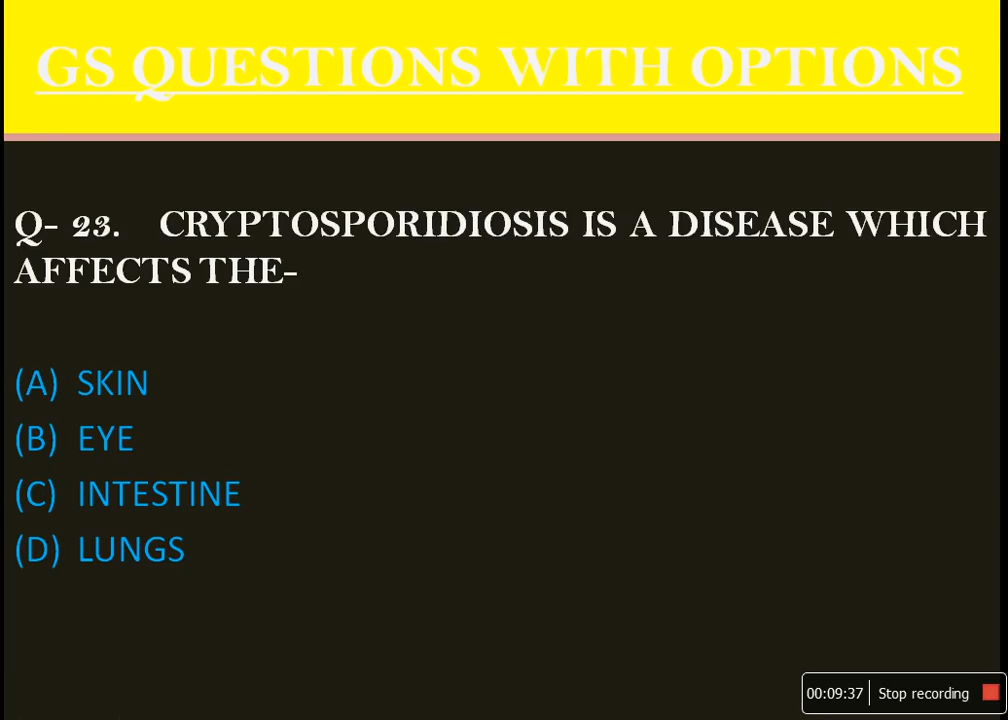 GS QUESTIONS WITH OPTIONS
Q- 23. CRYPTOSPORIDIOSIS IS A DISEASE WHICH
AFFECTS THE-
(A) SKIN
(B) EYE
(C) INTESTINE
(D) LUNGS
00:09:37 Stop recording